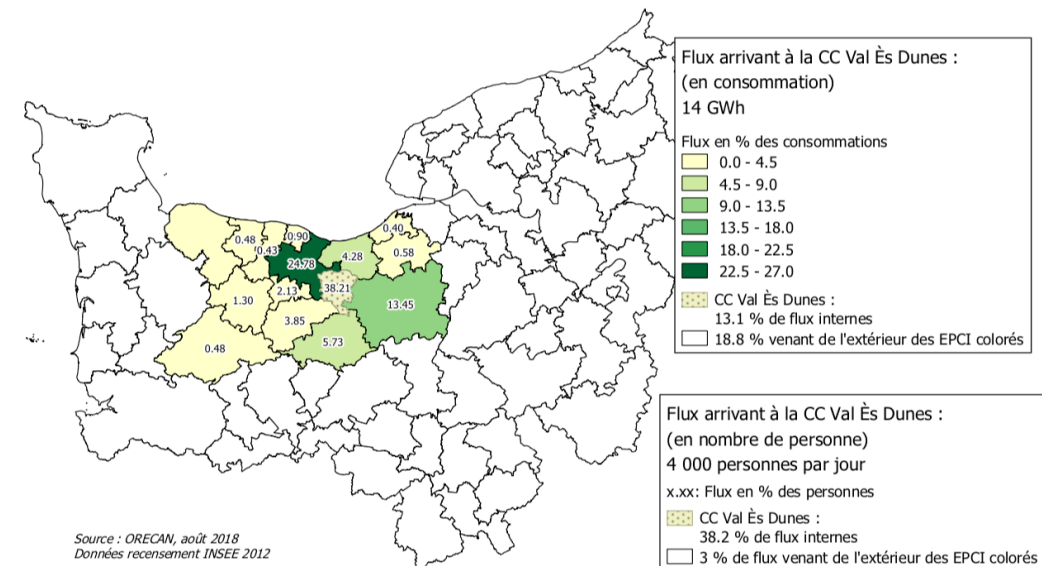 Flux arrivant à la CC Val Ès Dunes :
(en consommation)
14 GWh
Flux en % des consommations
0.0 - 4.5
4.5 - 9.0
9.0 - 13.5
13.5 - 18.0
18.0 - 22.5
22.5 - 27.0
CC Val Ès Dunes :
13.1 % de flux internes
18.8 % venant de l'extérieur des EPCI colorés
0.40
0.48
0.90
0.43
4.28
0.58
24.78
38.21
2.13
1.30
13.45
3.85
5.73
0.48
Flux arrivant à la CC Val Ès Dunes :
(en nombre de personne)
4 000 personnes par jour
x.xx: Flux en % des personnes
CC Val Ès Dunes :
38.2 % de flux internes
3 % de flux venant de l'extérieur des EPCI colorés
Source : ORECAN, août 2018
Données recensement INSEE 2012